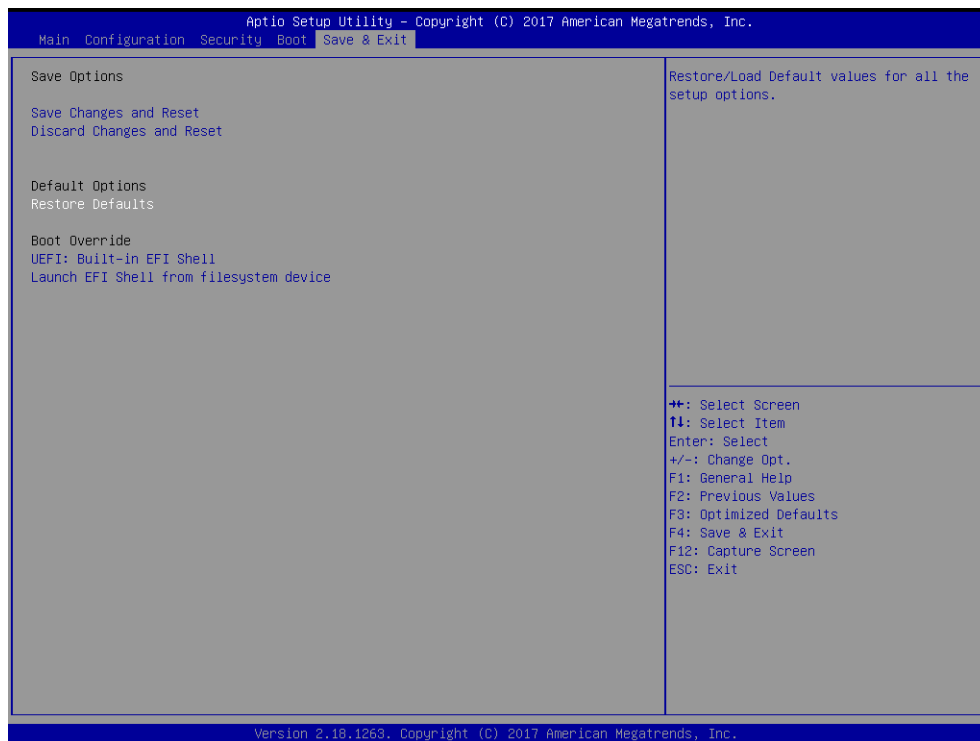 Aptio Setup Utility – Copyright (C) 2017 American Megatrends, Inc.
Main Configuration Security Boot Save & Exit
Save Options
Save Changes and Reset
Discard Changes and Reset
Default Options
Restore Defaults
Boot Override
UEFI: Built-in EFI Shell
Launch EFI Shell from filesystem device
Restore/Load Default values for all the
setup options.
→←: Select Screen
↑↓: Select Item
Enter: Select
+/-: Change Opt.
F1: General Help
F2: Previous Values
F3: Optimized Defaults
F4: Save & Exit
F12: Capture Screen
ESC: Exit
Version 2.18.1263. Copyright (C) 2017 American Megatrends, Inc.